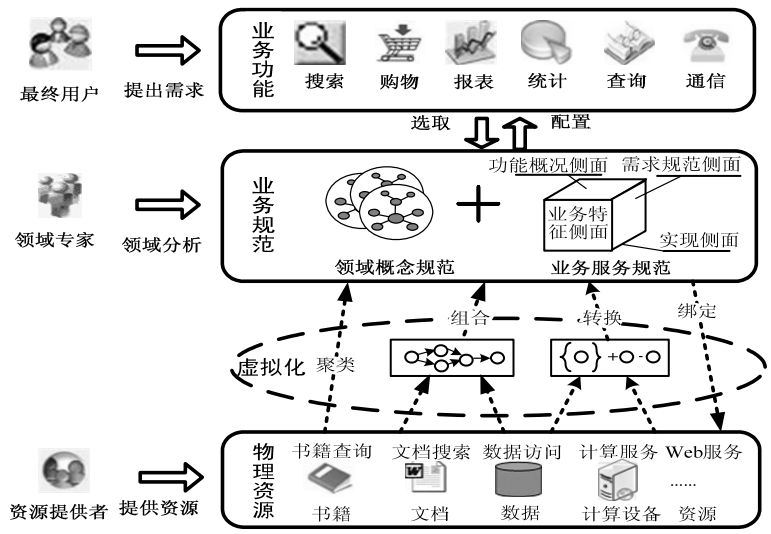 业务功能
搜索 购物 报表 统计 查询 通信
最终用户 提出需求
选取 配置
业务规范
功能概况侧面 需求规范侧面
业务特
征侧面
实现侧面
领域专家 领域分析
领域概念规范 业务服务规范
组合 转换 绑定
虚拟化 聚类
{ } + -
物理资源
书籍查询 文档搜索 数据访问 计算服务 Web服务
W
......
资源提供者 提供资源
书籍 文档 数据 计算设备 资源